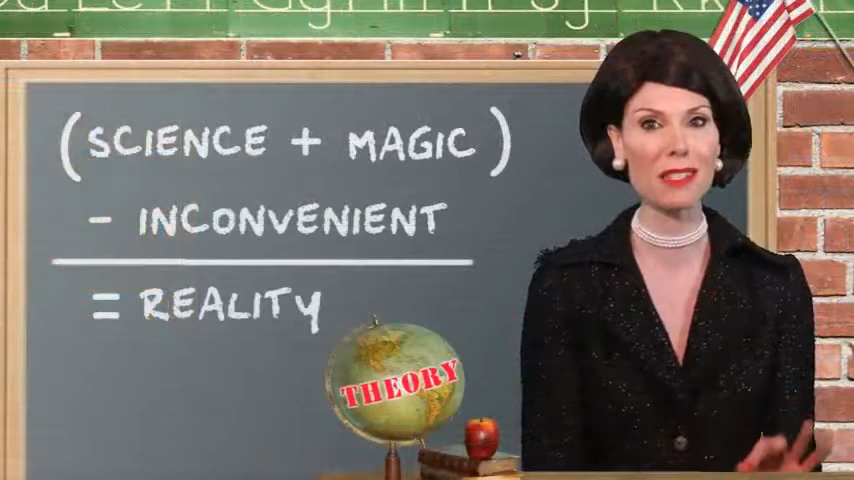 (SCIENCE + MAGIC)
- INCONVENIENT
= REALITY
THEORY